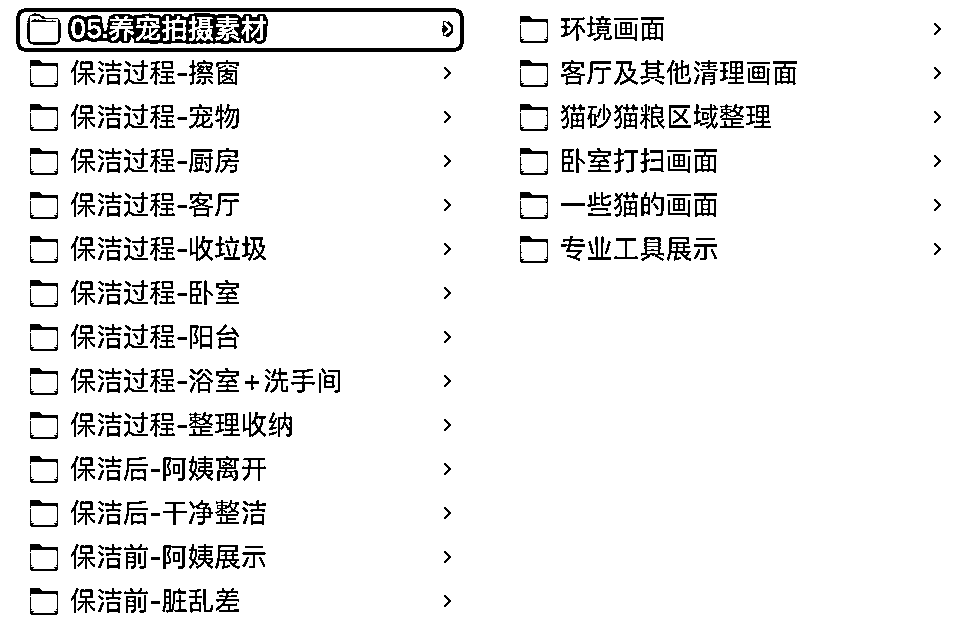 05.养宠拍摄素材
保洁过程-擦窗
保洁过程-宠物
保洁过程-厨房
保洁过程-客厅
保洁过程-收垃圾
保洁过程-卧室
保洁过程-阳台
保洁过程-浴室+洗手间
保洁过程-整理收纳
保洁后-阿姨离开
保洁后-干净整洁
保洁前-阿姨展示
保洁前-脏乱差
环境画面
客厅及其他清理画面
猫砂猫粮区域整理
卧室打扫画面
一些猫的画面
专业工具展示